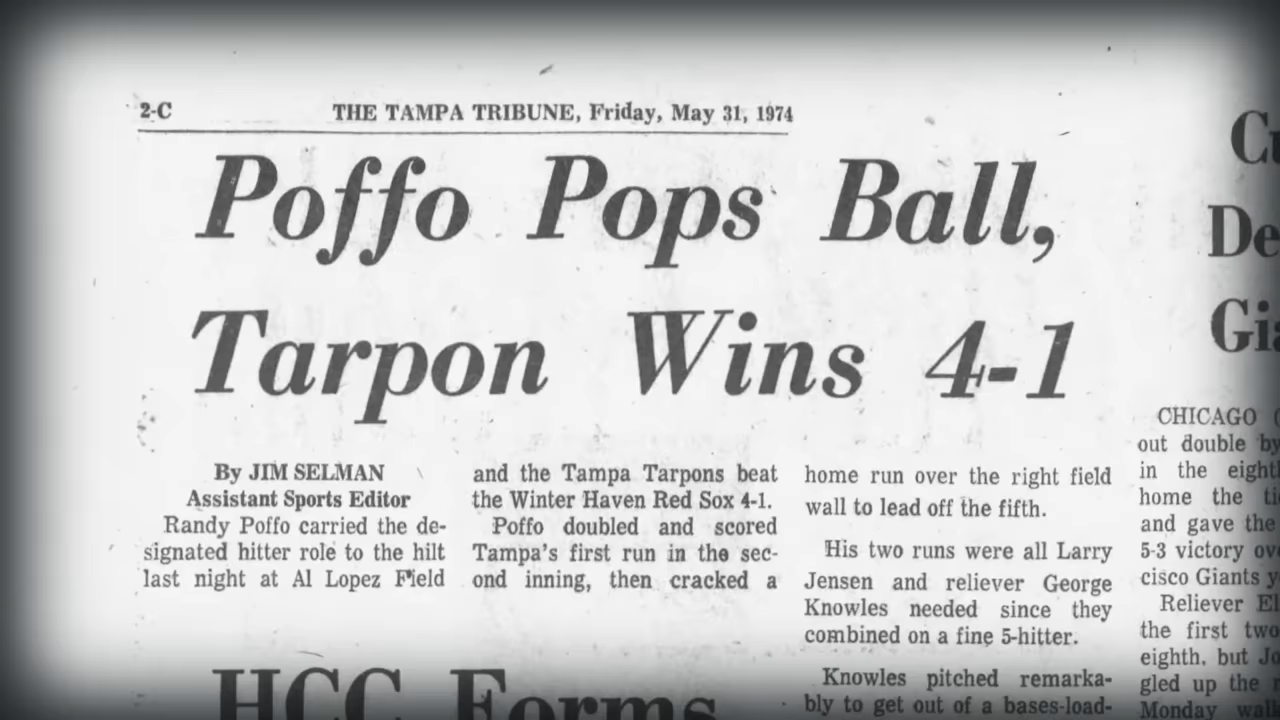 2-C THE TAMPA TRIBUNE, Friday, May 31, 1974
Poffo Pops Ball,
Tarpon Wins 4-1
By JIM SELMAN
Assistant Sports Editor
Randy Poffo carried the de-
signated hitter role to the hilt
last night at Al Lopez Field
and the Tampa Tarpons beat
the Winter Haven Red Sox 4-1.
Poffo doubled and scored
Tampa's first run in the sec-
ond inning, then cracked a
home run over the right field
wall to lead off the fifth.
His two runs were all Larry
Jensen and reliever George
Knowles needed since they
combined on a fine 5-hitter.
Knowles pitched remarka-
bly to get out of a bases-load-
HCC Forms
CHICAGO
out double by
in the
home the
and gave the
5-3 victory
cisco Giants
Reliever
the first two
eighth, but
gled up the
Monday